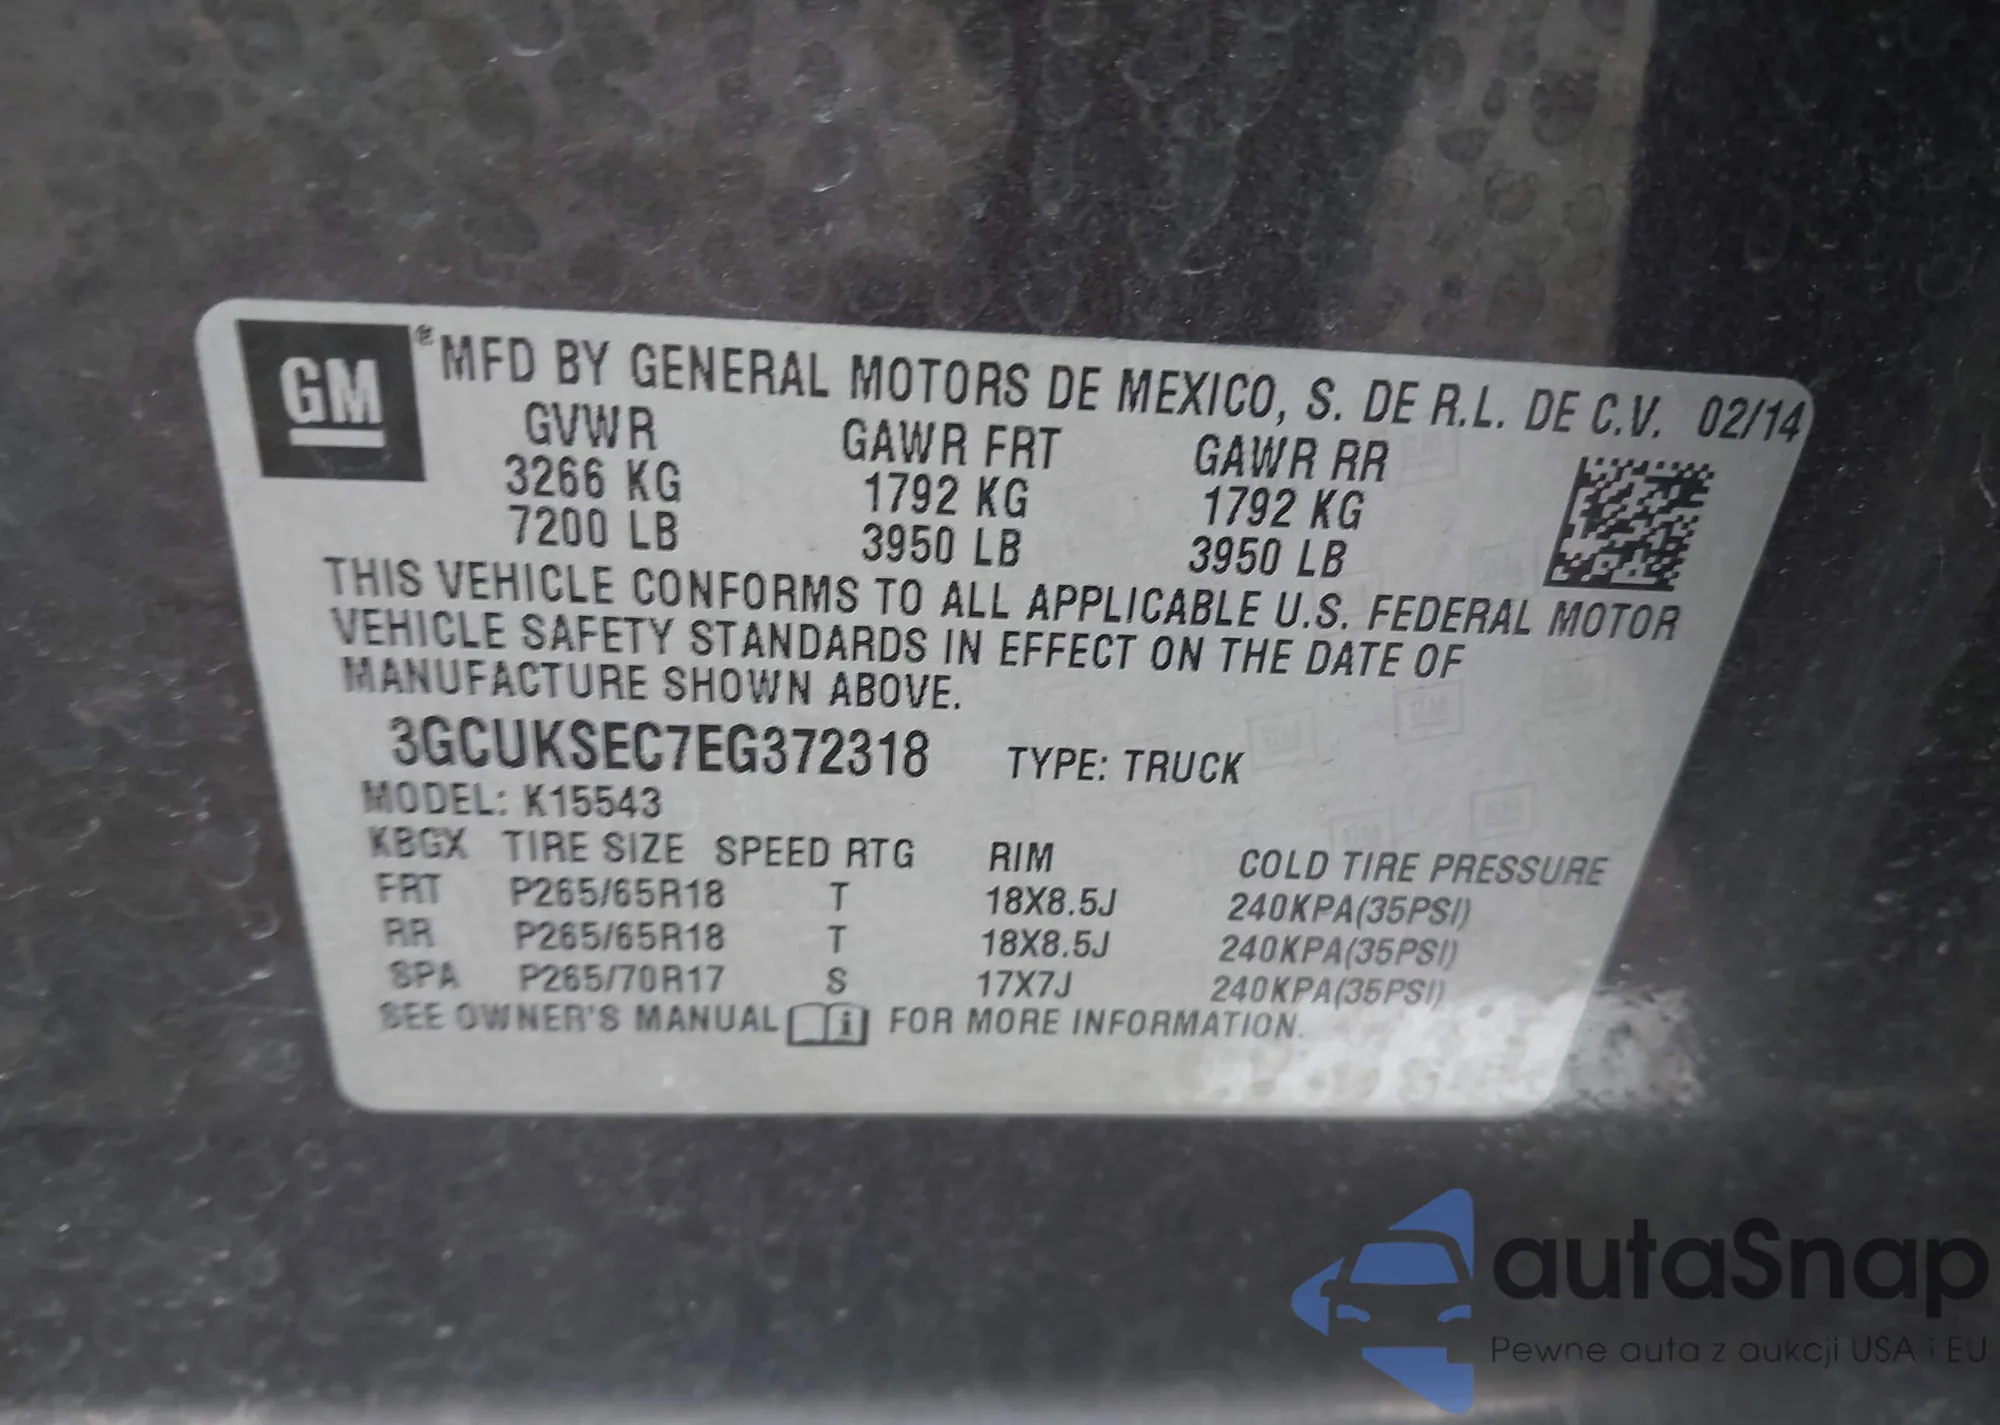 GM
® MFD BY GENERAL MOTORS DE MEXICO, S. DE R.L. DE C.V. 02/14
GVWR GAWR FRT GAWR RR
3266 KG 1792 KG 1792 KG
7200 LB 3950 LB 3950 LB
THIS VEHICLE CONFORMS TO ALL APPLICABLE U.S. FEDERAL MOTOR
VEHICLE SAFETY STANDARDS IN EFFECT ON THE DATE OF
MANUFACTURE SHOWN ABOVE.
3GCUKSEC7EG372318 TYPE: TRUCK
MODEL: K15543
KBGX TIRE SIZE SPEED RTG RIM COLD TIRE PRESSURE
FRT P265/65R18 T 18X8.5J 240KPA(35PSI)
RR P265/65R18 T 18X8.5J 240KPA(35PSI)
SPA P265/70R17 S 17X7J 240KPA(35PSI)
SEE OWNER'S MANUAL i FOR MORE INFORMATION.
autaSnap
Pewne auta z aukcji USA i EU